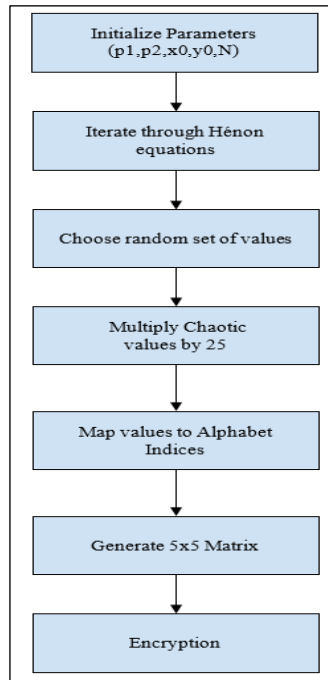 Initialize Parameters
(p1,p2,x0,y0,N)
Iterate through Hénon
equations
Choose random set of values
Multiply Chaotic
values by 25
Map values to Alphabet
Indices
Generate 5x5 Matrix
Encryption